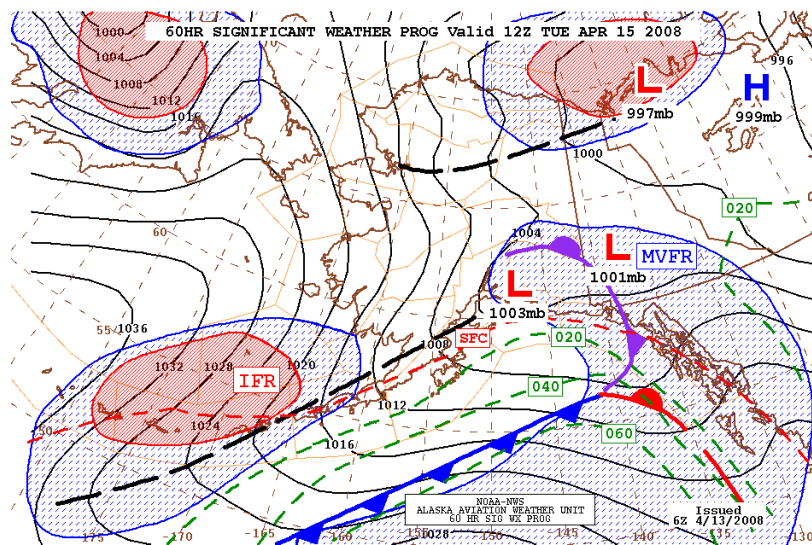 60HR SIGNIFICANT WEATHER PROG Valid 12Z TUE APR 15 2008
1000
1004
1008
1012
1016
996
L
997mb
H
999mb
1000
020
60
1004
L
MVFR
1001mb
L
1003mb
1036
55
SFC
020
1008
1032
1028
1020
IFR
040
1012
1024
50
1016
060
NOAA-NWS
ALASKA AVIATION WEATHER UNIT
60 HR SIG WX PROG
Issued
6Z 4/13/2008
1028
-175
-170
-165
-160
-155
-150
-145
-140
-135